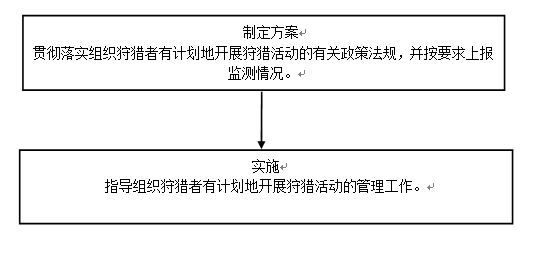 制定方案
贯彻落实组织狩猎者有计划地开展狩猎活动的有关政策法规，并按要求上报
监测情况。
实施
指导组织狩猎者有计划地开展狩猎活动的管理工作。